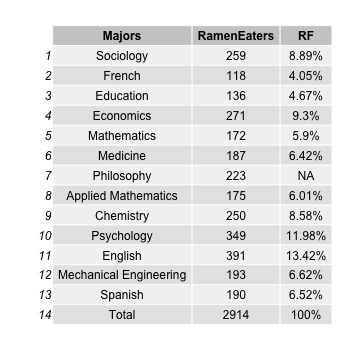 Majors RamenEaters RF
1 Sociology 259 8.89%
2 French 118 4.05%
3 Education 136 4.67%
4 Economics 271 9.3%
5 Mathematics 172 5.9%
6 Medicine 187 6.42%
7 Philosophy 223 NA
8 Applied Mathematics 175 6.01%
9 Chemistry 250 8.58%
10 Psychology 349 11.98%
11 English 391 13.42%
12 Mechanical Engineering 193 6.62%
13 Spanish 190 6.52%
14 Total 2914 100%